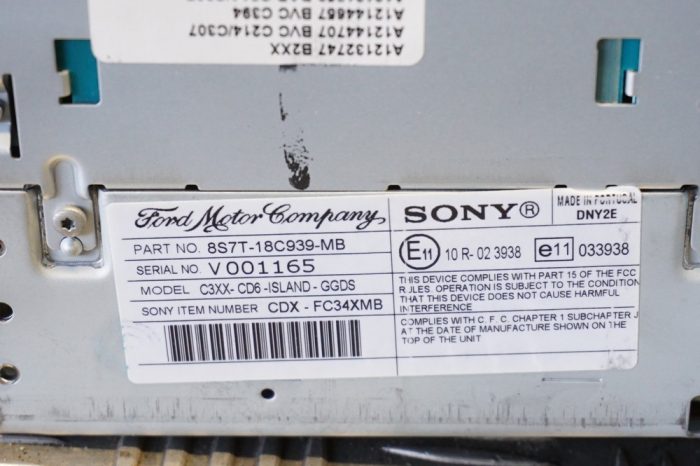 A12132747 B2XX
A12144707 BVC C214/C307
A12144657 BVC C394
Ford Motor Company
PART NO. 8S7T-18C939-MB
SERIAL NO. V001165
MODEL C3XX- CD6 -ISLAND - GGDS
SONY ITEM NUMBER CDX - FC34XMB
SONY®
MADE IN PORTUGAL
DNY2E
E11 10 R- 02 3938 e11 033938
THIS DEVICE COMPLIES WITH PART 15 OF THE FCC
RULES. OPERATION IS SUBJECT TO THE CONDITION
THAT THIS DEVICE DOES NOT CAUSE HARMFUL
INTERFERENCE
COMPLIES WITH C. F. C. CHAPTER 1 SUBCHAPTER J
AT THE DATE OF MANUFACTURE SHOWN ON THE
TOP OF THE UNIT